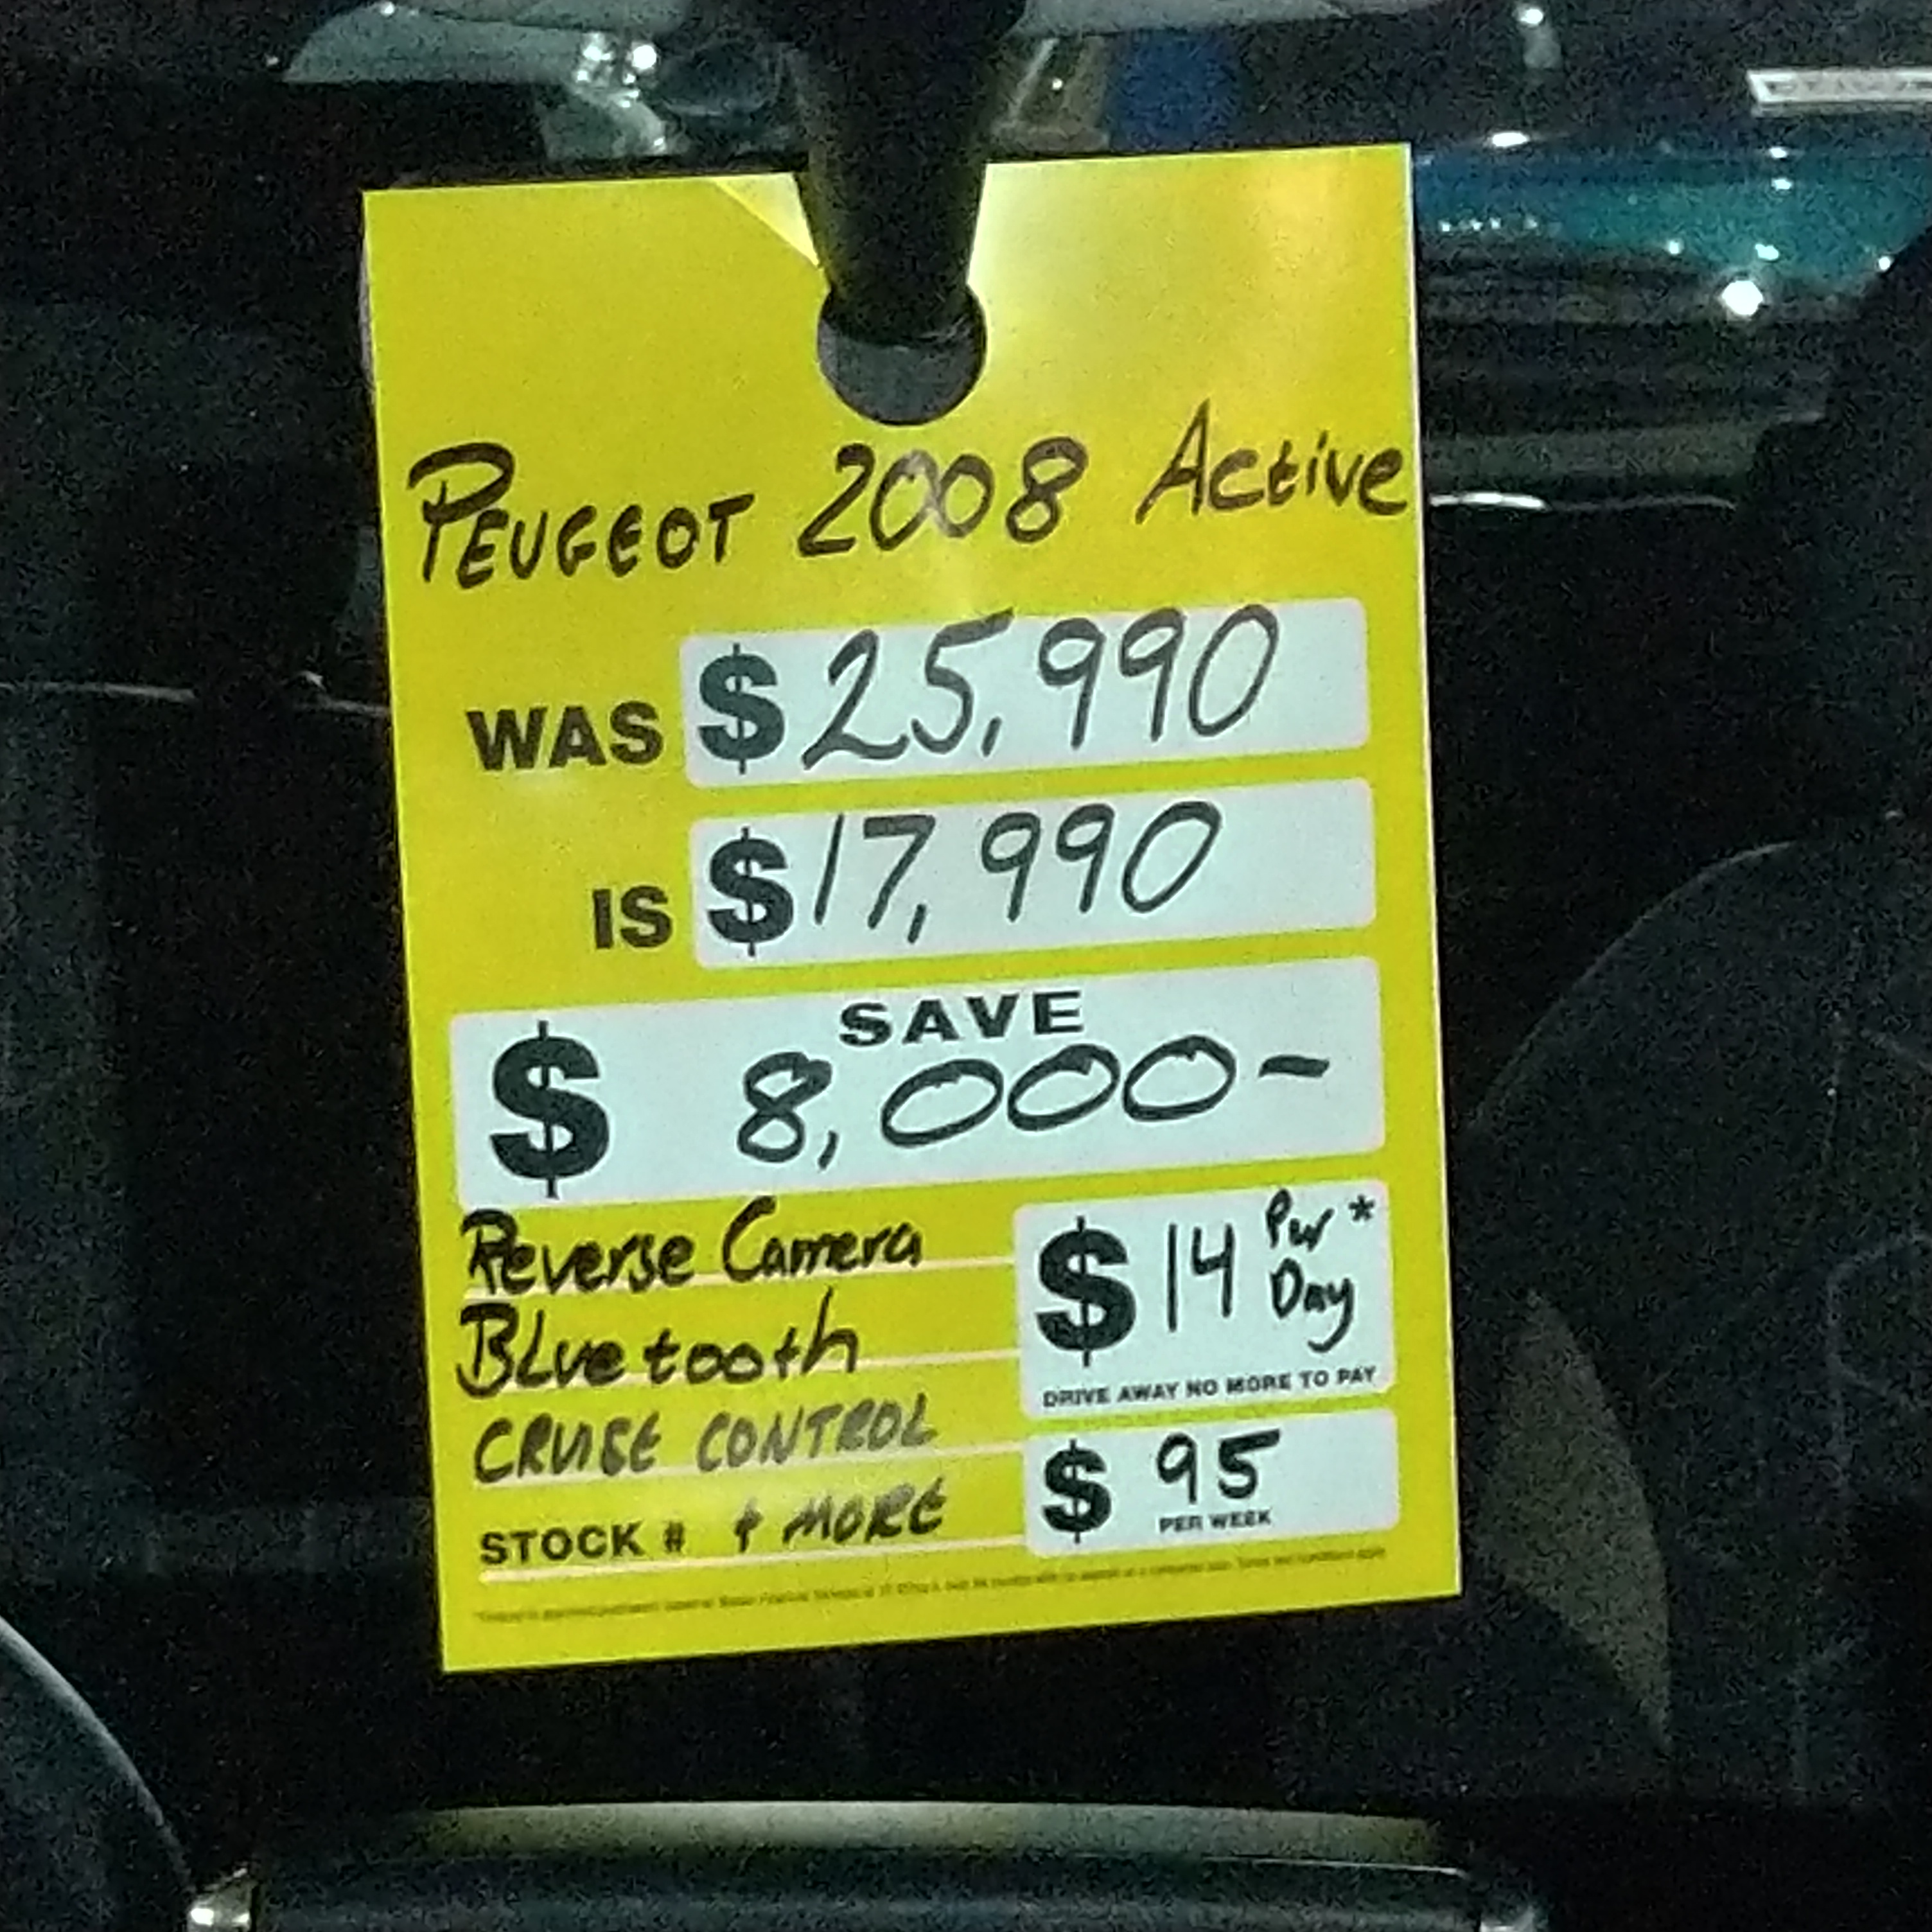 PEUGEOT 2008 Active
WAS $25,990
IS $17,990
SAVE
$ 8,000-
Reverse Camera
Bluetooth
CRUISE CONTROL
STOCK # + MORE
$14 Per Day*
DRIVE AWAY NO MORE TO PAY
$ 95
PER WEEK